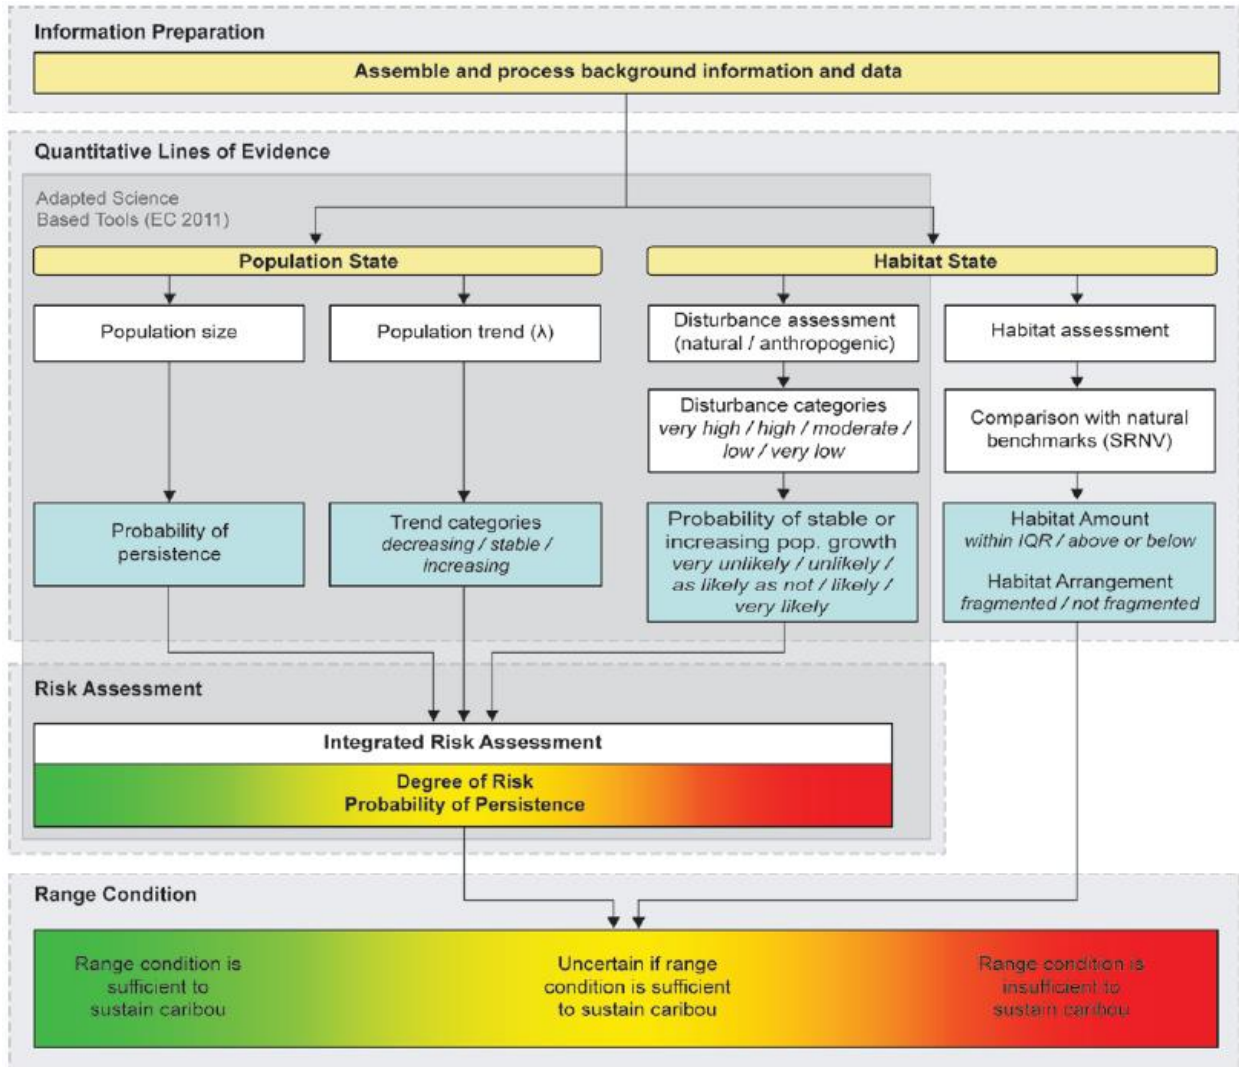 Information Preparation
Assemble and process background information and data
Quantitative Lines of Evidence
Adapted Science
Based Tools (EC 2011)
Population State
Habitat State
Population size
Population trend (λ)
Disturbance assessment
(natural / anthropogenic)
Habitat assessment
Disturbance categories
very high / high / moderate /
low / very low
Comparison with natural
benchmarks (SRNV)
Probability of
persistence
Trend categories
decreasing / stable /
increasing
Probability of stable or
increasing pop. growth
very unlikely / unlikely /
as likely as not / likely /
very likely
Habitat Amount
within IQR / above or below
Habitat Arrangement
fragmented / not fragmented
Risk Assessment
Integrated Risk Assessment
Degree of Risk
Probability of Persistence
Range Condition
Range condition is
sufficient to
sustain caribou
Uncertain if range
condition is sufficient
to sustain caribou
Range condition is
insufficient to
sustain caribou